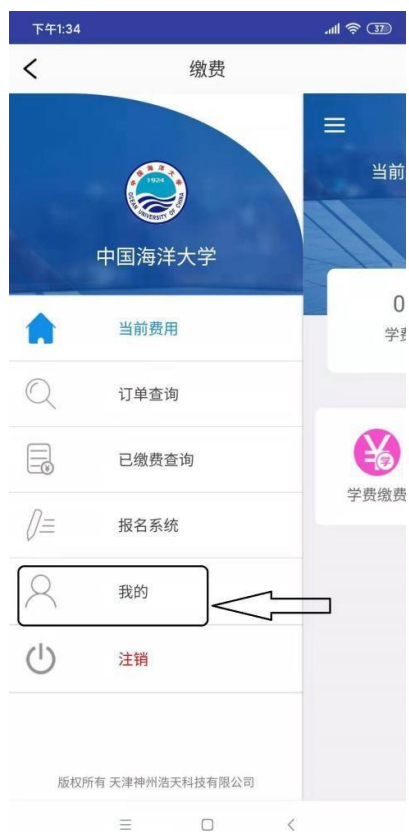 下午1:34
37
缴费
1924
OCEAN UNIVERSITY OF CHINA
中国海洋大学
当前
0
学费
当前费用
订单查询
已缴费查询
学
学费缴费
报名系统
我的
注销
版权所有 天津神州浩天科技有限公司